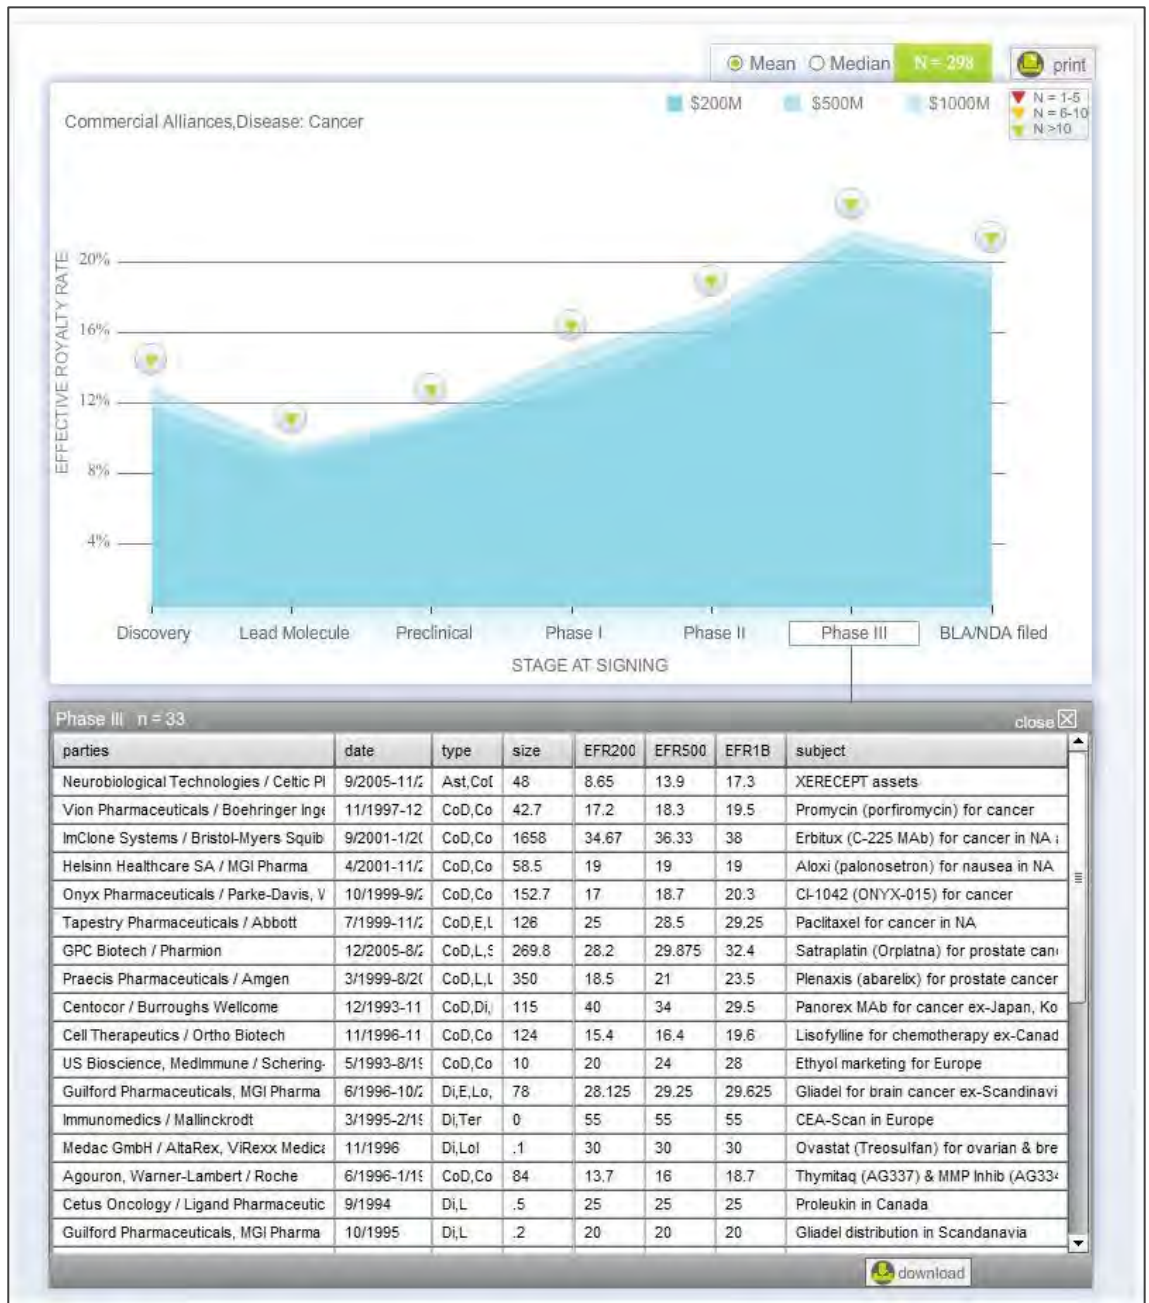 Mean Median N = 298 print
$200M $500M $1000M
N = 1-5
N = 6-10
N >10
Commercial Alliances,Disease: Cancer
EFFECTIVE ROYALTY RATE
20%
16%
12%
8%
4%
Discovery Lead Molecule Preclinical Phase I Phase II Phase III BLA/NDA filed
STAGE AT SIGNING
Phase III n = 33 close
parties date type size EFR200 EFR500 EFR1B subject
Neurobiological Technologies / Celtic Pl 9/2005-11/2 Ast,CoD 48 8.65 13.9 17.3 XERECEPT assets
Vion Pharmaceuticals / Boehringer Inge 11/1997-12 CoD,Co 42.7 17.2 18.3 19.5 Promycin (porfiromycin) for cancer
ImClone Systems / Bristol-Myers Squib 9/2001-1/20 CoD,Co 1658 34.67 36.33 38 Erbitux (C-225 MAb) for cancer in NA
Helsinn Healthcare SA / MGI Pharma 4/2001-11/2 CoD,Co 58.5 19 19 19 Aloxi (palonosetron) for nausea in NA
Onyx Pharmaceuticals / Parke-Davis, 10/1999-9/2 CoD,Co 152.7 17 18.7 20.3 CI-1042 (ONYX-015) for cancer
Tapestry Pharmaceuticals / Abbott 7/1999-11/2 CoD,E,L 126 25 28.5 29.25 Paclitaxel for cancer in NA
GPC Biotech / Pharmion 12/2005-8/2 CoD,L,S 269.8 28.2 29.875 32.4 Satraplatin (Orplatna) for prostate can
Praecis Pharmaceuticals / Amgen 3/1999-8/20 CoD,L,L 350 18.5 21 23.5 Plenaxis (abarelix) for prostate cancer
Centocor / Burroughs Wellcome 12/1993-11 CoD,Di, 115 40 34 29.5 Panorex MAb for cancer ex-Japan, Ko
Cell Therapeutics / Ortho Biotech 11/1996-11 CoD,Co 124 15.4 16.4 19.6 Lisofylline for chemotherapy ex-Canad
US Bioscience, MedImmune / Schering- 5/1993-8/19 CoD,Co 10 20 24 28 Ethyol marketing for Europe
Guilford Pharmaceuticals, MGI Pharma 6/1996-10/2 Di,E,Lo, 78 28.125 29.25 29.625 Gliadel for brain cancer ex-Scandinavi
Immunomedics / Mallinckrodt 3/1995-2/19 Di,Ter 0 55 55 55 CEA-Scan in Europe
Medac GmbH / AltaRex, ViRexx Medica 11/1996 Di,LoI .1 30 30 30 Ovastat (Treosulfan) for ovarian & bre
Agouron, Warner-Lambert / Roche 6/1996-1/19 CoD,Co 84 13.7 16 18.7 Thymitaq (AG337) & MMP Inhib (AG334
Cetus Oncology / Ligand Pharmaceutic 9/1994 Di,L .5 25 25 25 Proleukin in Canada
Guilford Pharmaceuticals, MGI Pharma 10/1995 Di,L .2 20 20 20 Gliadel distribution in Scandanavia
download